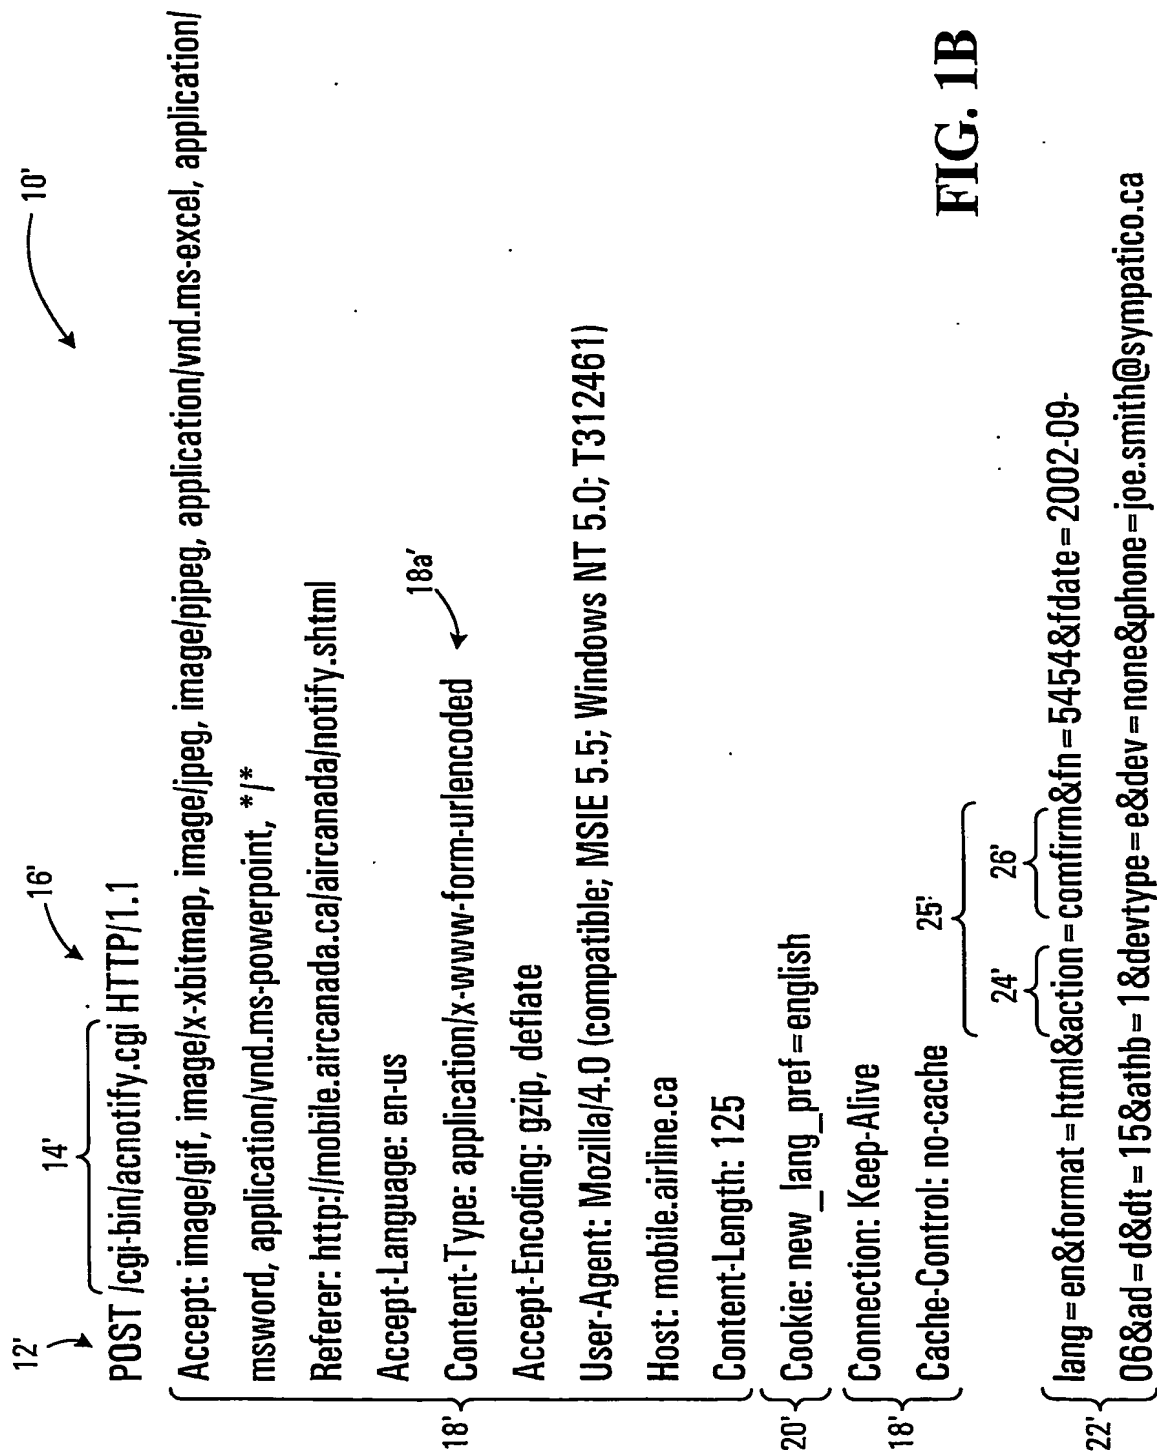 10'
12'
14'
16'
POST /cgi-bin/acnotify.cgi HTTP/1.1
Accept: image/gif, image/x-xbitmap, image/jpeg, image/pjpeg, application/vnd.ms-excel, application/
msword, application/vnd.ms-powerpoint, */*
Referer: http://mobile.aircanada.ca/aircanada/notify.shtml
Accept-Language: en-us
18a'
Content-Type: application/x-www-form-urlencoded
Accept-Encoding: gzip, deflate
User-Agent: Mozilla/4.0 (compatible; MSIE 5.5; Windows NT 5.0; T312461)
Host: mobile.airline.ca
Content-Length: 125
18'
20'
Cookie: new_lang_pref=english
Connection: Keep-Alive
Cache-Control: no-cache
18'
25'
24'
26'
lang=en&format=html&action=comfirm&fn=5454&fdate=2002-09-
06&ad=d&dt=15&athb=1&devtype=e&dev=none&phone=joe.smith@sympatico.ca
22'
FIG. 1B